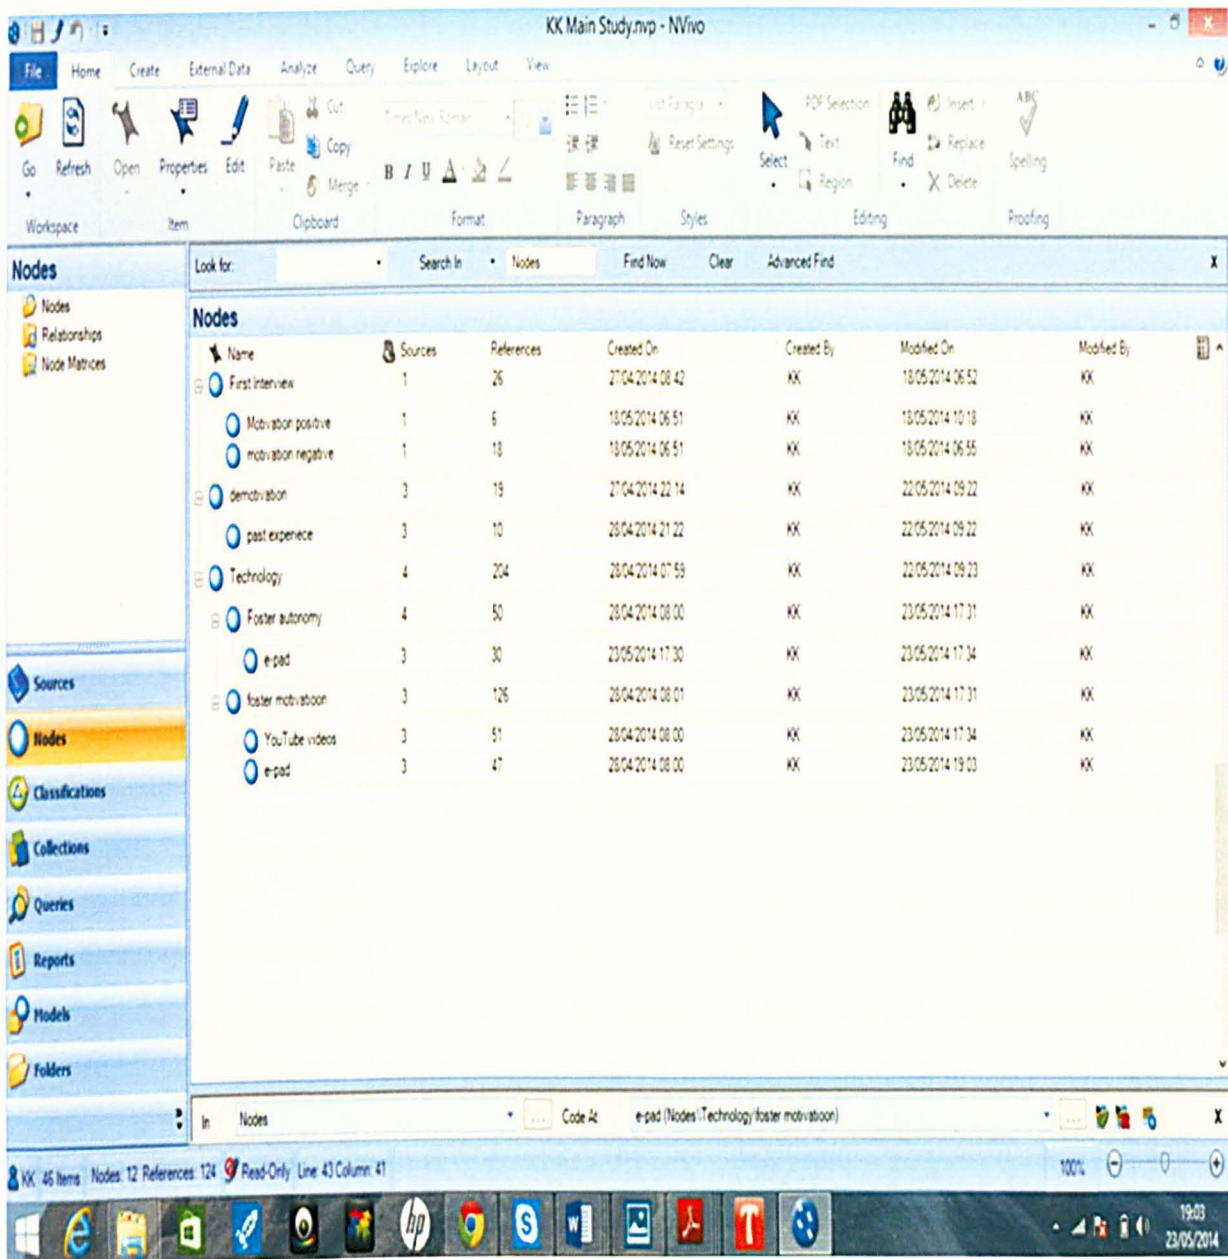 KK Main Study.nvp - NVivo
File Home Create External Data Analyze Query Explore Layout View
Go Refresh Open Properties Edit Paste Cut Copy Merge
Times New Roman
B I U A
List Paragra
Reset Settings
Select
PDF Selection
Text
Region
Find
Insert
Replace
Delete
ABC
Spelling
Workspace Item Clipboard Format Paragraph Styles Editing Proofing
Nodes
Nodes
Relationships
Node Matrices
Look for: Search In Nodes Find Now Clear Advanced Find X
Nodes
Name Sources References Created On Created By Modified On Modified By
First Interview 1 26 27/04/2014 08:42 KK 18/05/2014 06:52 KK
Motivation positive 1 6 18/05/2014 06:51 KK 18/05/2014 10:18 KK
motivation negative 1 18 18/05/2014 06:51 KK 18/05/2014 06:55 KK
demotivation 3 19 27/04/2014 22:14 KK 22/05/2014 09:22 KK
past experiece 3 10 28/04/2014 21:22 KK 22/05/2014 09:22 KK
Technology 4 204 28/04/2014 07:59 KK 22/05/2014 09:23 KK
Foster autonomy 4 50 28/04/2014 08:00 KK 23/05/2014 17:31 KK
e-pad 3 30 23/05/2014 17:30 KK 23/05/2014 17:34 KK
foster motivatioon 3 126 28/04/2014 08:01 KK 23/05/2014 17:31 KK
YouTube videos 3 51 28/04/2014 08:00 KK 23/05/2014 17:34 KK
e-pad 3 47 28/04/2014 08:00 KK 23/05/2014 19:03 KK
Sources
Nodes
Classifications
Collections
Queries
Reports
Models
Folders
In Nodes ... Code At e-pad (Nodes\\Technology\foster motivatioon) ... X
KK 46 Items Nodes: 12 References: 124 Read-Only Line: 43 Column: 41 100%
hp
19:03
23/05/2014